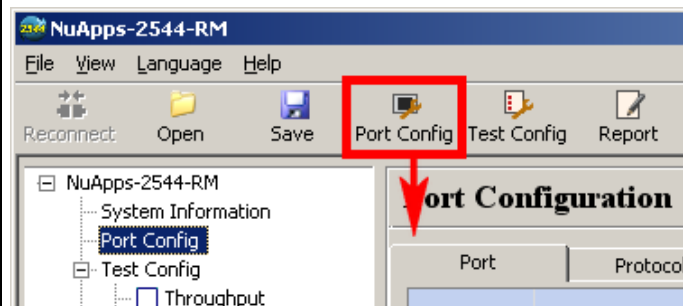 NuApps-2544-RM
File View Language Help
Reconnect Open Save Port Config Test Config Report
NuApps-2544-RM
System Information
Port Config
Test Config
Throughput
Port Configuration
Port Protocol